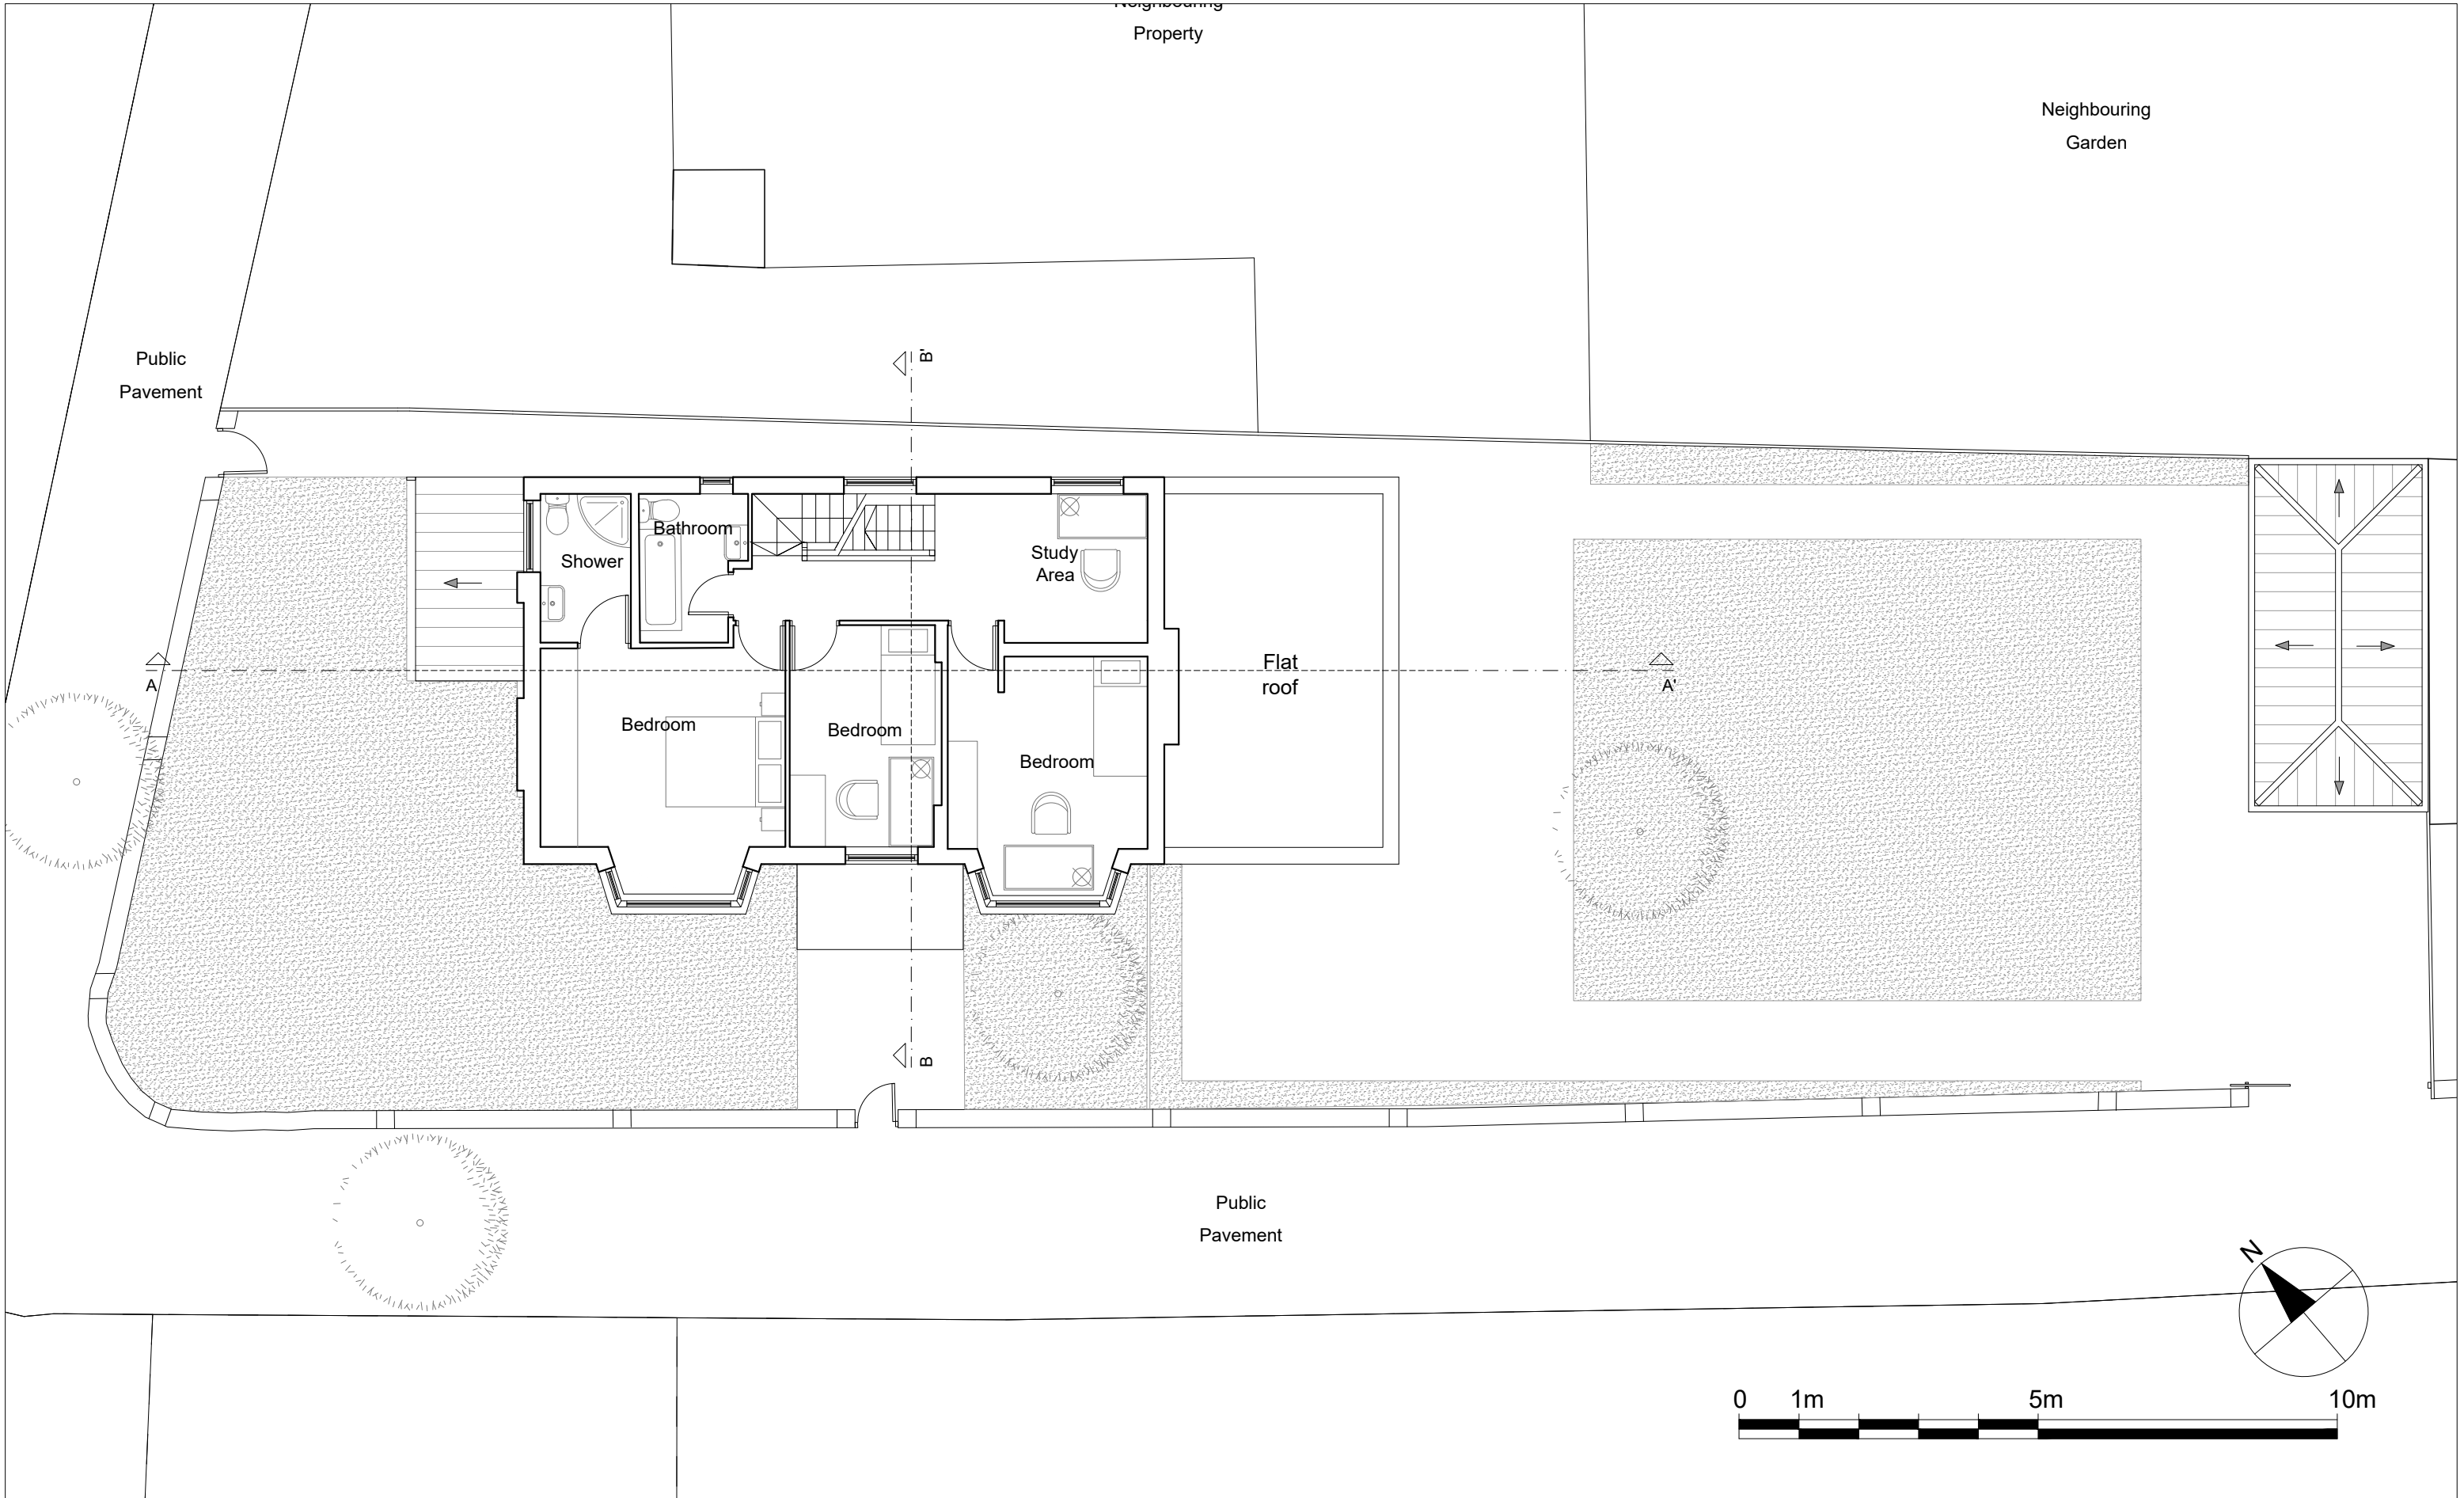 Neighbouring
Property
Neighbouring
Garden
Public
Pavement
B'
Bathroom
Shower
Study
Area
A
Flat
roof
A'
Bedroom
Bedroom
Bedroom
B
Public
Pavement
N
0 1m 5m 10m